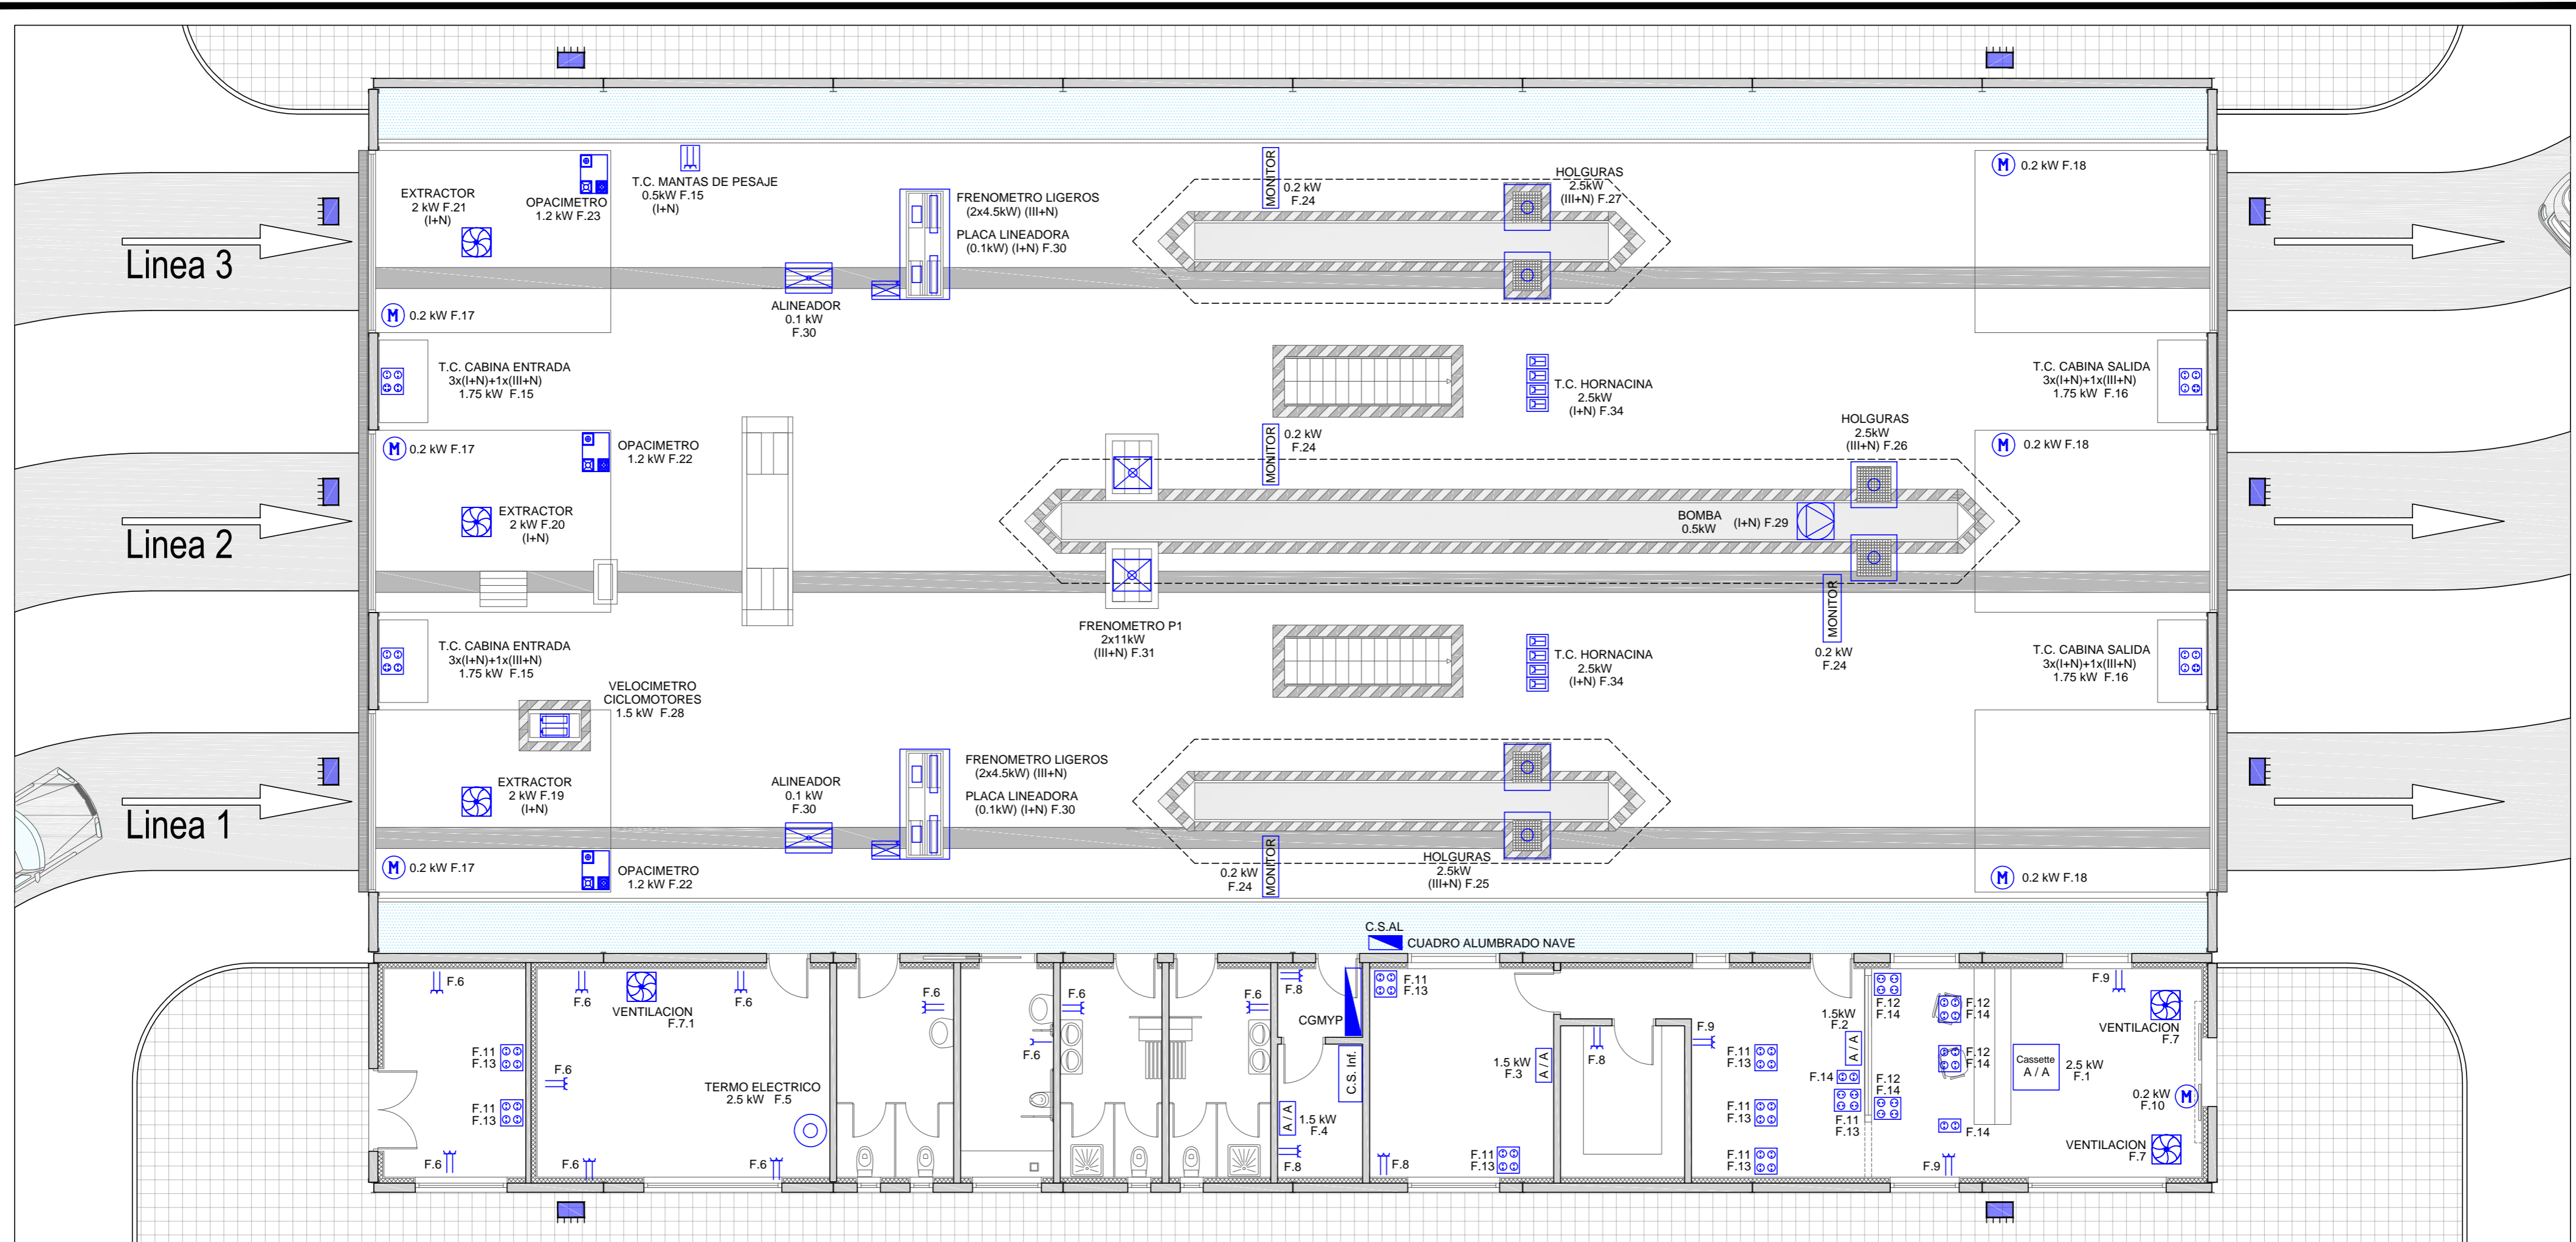 EXTRACTOR
2 kW F.21
(I+N)
OPACIMETRO
1.2 kW F.23
T.C. MANTAS DE PESAJE
0.5kW F.15
(I+N)
FRENOMETRO LIGEROS
(2x4.5kW) (III+N)
PLACA LINEADORA
(0.1kW) (I+N) F.30
MONITOR
0.2 kW
F.24
HOLGURAS
2.5kW
(III+N) F.27
M
0.2 kW F.18
Linea 3
M
0.2 kW F.17
ALINEADOR
0.1 kW
F.30
T.C. CABINA ENTRADA
3x(I+N)+1x(III+N)
1.75 kW F.15
T.C. HORNACINA
2.5kW
(I+N) F.34
T.C. CABINA SALIDA
3x(I+N)+1x(III+N)
1.75 kW F.16
M
0.2 kW F.17
OPACIMETRO
1.2 kW F.22
MONITOR
0.2 kW
F.24
HOLGURAS
2.5kW
(III+N) F.26
M
0.2 kW F.18
EXTRACTOR
2 kW F.20
(I+N)
BOMBA
0.5kW
(I+N) F.29
Linea 2
FRENOMETRO P1
2x11kW
(III+N) F.31
MONITOR
0.2 kW
F.24
T.C. CABINA ENTRADA
3x(I+N)+1x(III+N)
1.75 kW F.15
T.C. HORNACINA
2.5kW
(I+N) F.34
T.C. CABINA SALIDA
3x(I+N)+1x(III+N)
1.75 kW F.16
VELOCIMETRO
CICLOMOTORES
1.5 kW F.28
EXTRACTOR
2 kW F.19
(I+N)
ALINEADOR
0.1 kW
F.30
FRENOMETRO LIGEROS
(2x4.5kW) (III+N)
PLACA LINEADORA
(0.1kW) (I+N) F.30
Linea 1
M
0.2 kW F.17
OPACIMETRO
1.2 kW F.22
0.2 kW
F.24
MONITOR
HOLGURAS
2.5kW
(III+N) F.25
M
0.2 kW F.18
C.S.AL
CUADRO ALUMBRADO NAVE
F.6
F.6
VENTILACION
F.7.1
F.6
F.6
F.6
F.6
F.6
F.8
CGMYP
F.11
F.13
F.9
1.5kW
F.2
A / A
F.12
F.14
F.12
F.14
F.9
VENTILACION
F.7
F.11
F.13
F.6
TERMO ELECTRICO
2.5 kW F.5
C.S. Inf.
1.5 kW
F.3
A / A
F.8
F.11
F.13
F.14
F.12
F.14
F.12
F.14
Cassette
A / A
2.5 kW
F.1
0.2 kW
F.10
M
F.11
F.13
A / A
1.5 kW
F.4
F.11
F.13
F.11
F.13
F.14
F.6
F.6
F.6
F.8
F.8
F.11
F.13
F.11
F.13
F.9
VENTILACION
F.7